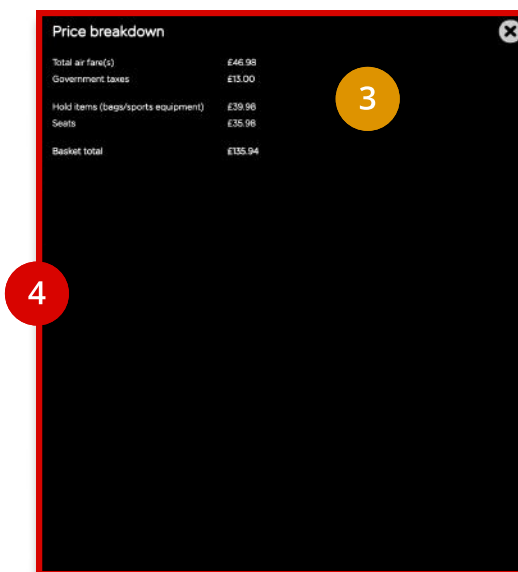 Price breakdown
Total air fare(s) £46.98
Government taxes £13.00
3
Hold items (bags/sports equipment) £39.98
Seats £35.98
Basket total £135.94
4